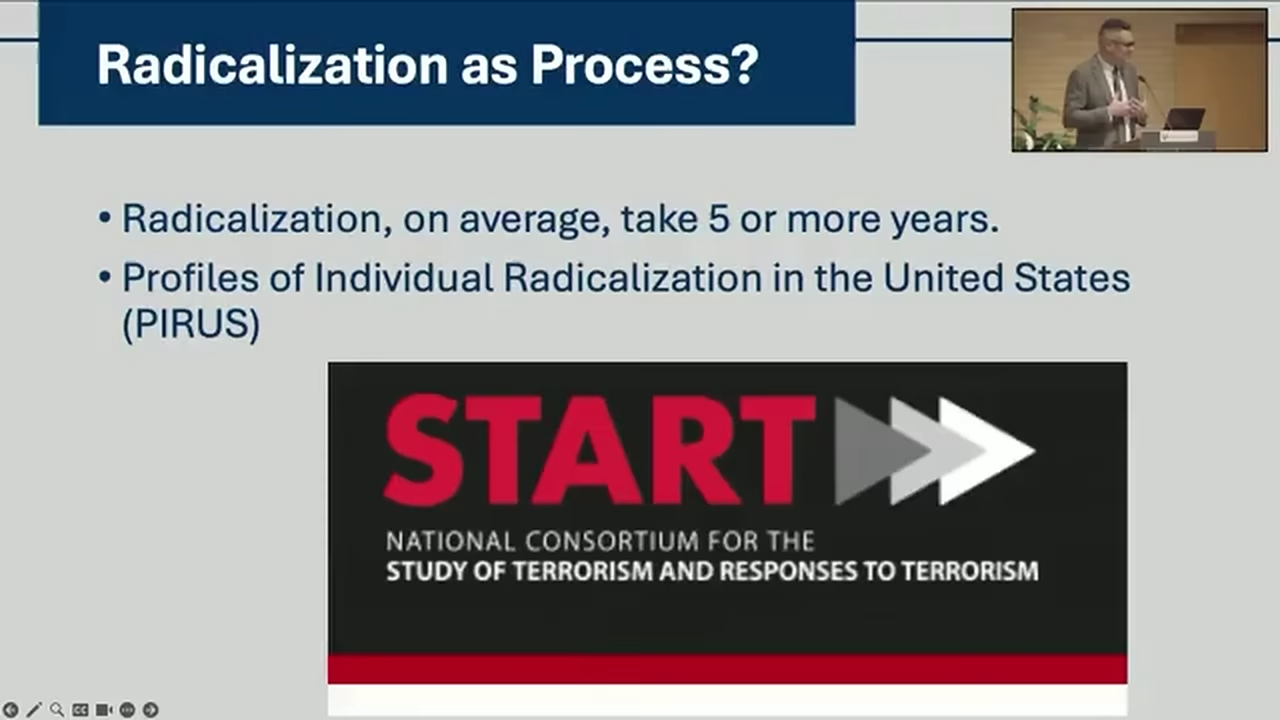 Radicalization as Process?
• Radicalization, on average, take 5 or more years.
• Profiles of Individual Radicalization in the United States
(PIRUS)
START
NATIONAL CONSORTIUM FOR THE
STUDY OF TERRORISM AND RESPONSES TO TERRORISM